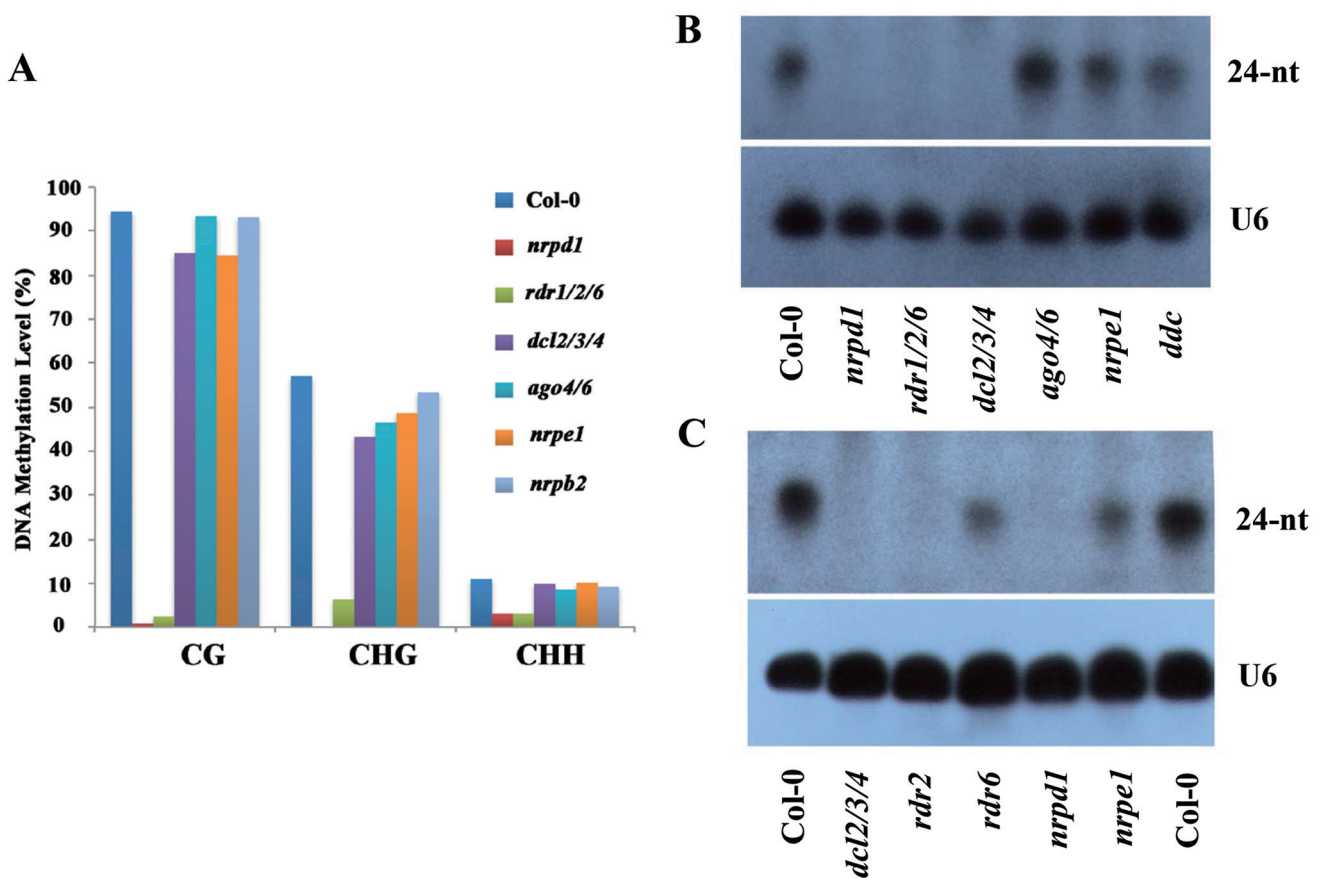 A
DNA Methylation Level (%)
100
90
80
70
60
50
40
30
20
10
0
CG CHG CHH
Col-0
nrpd1
rdr1/2/6
dcl2/3/4
ago4/6
nrpe1
nrpb2
B
24-nt
U6
Col-0 nrpd1 rdr1/2/6 dcl2/3/4 ago4/6 nrpe1 ddc
C
24-nt
U6
Col-0 dcl2/3/4 rdr2 rdr6 nrpd1 nrpe1 Col-0